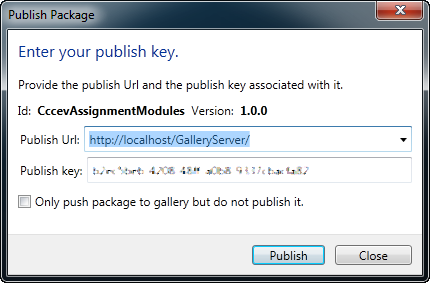 Publish Package
Enter your publish key.
Provide the publish Url and the publish key associated with it.
Id: CccevAssignmentModules Version: 1.0.0
Publish Url: http://localhost/GalleryServer/
Publish key:
Only push package to gallery but do not publish it.
Publish Close